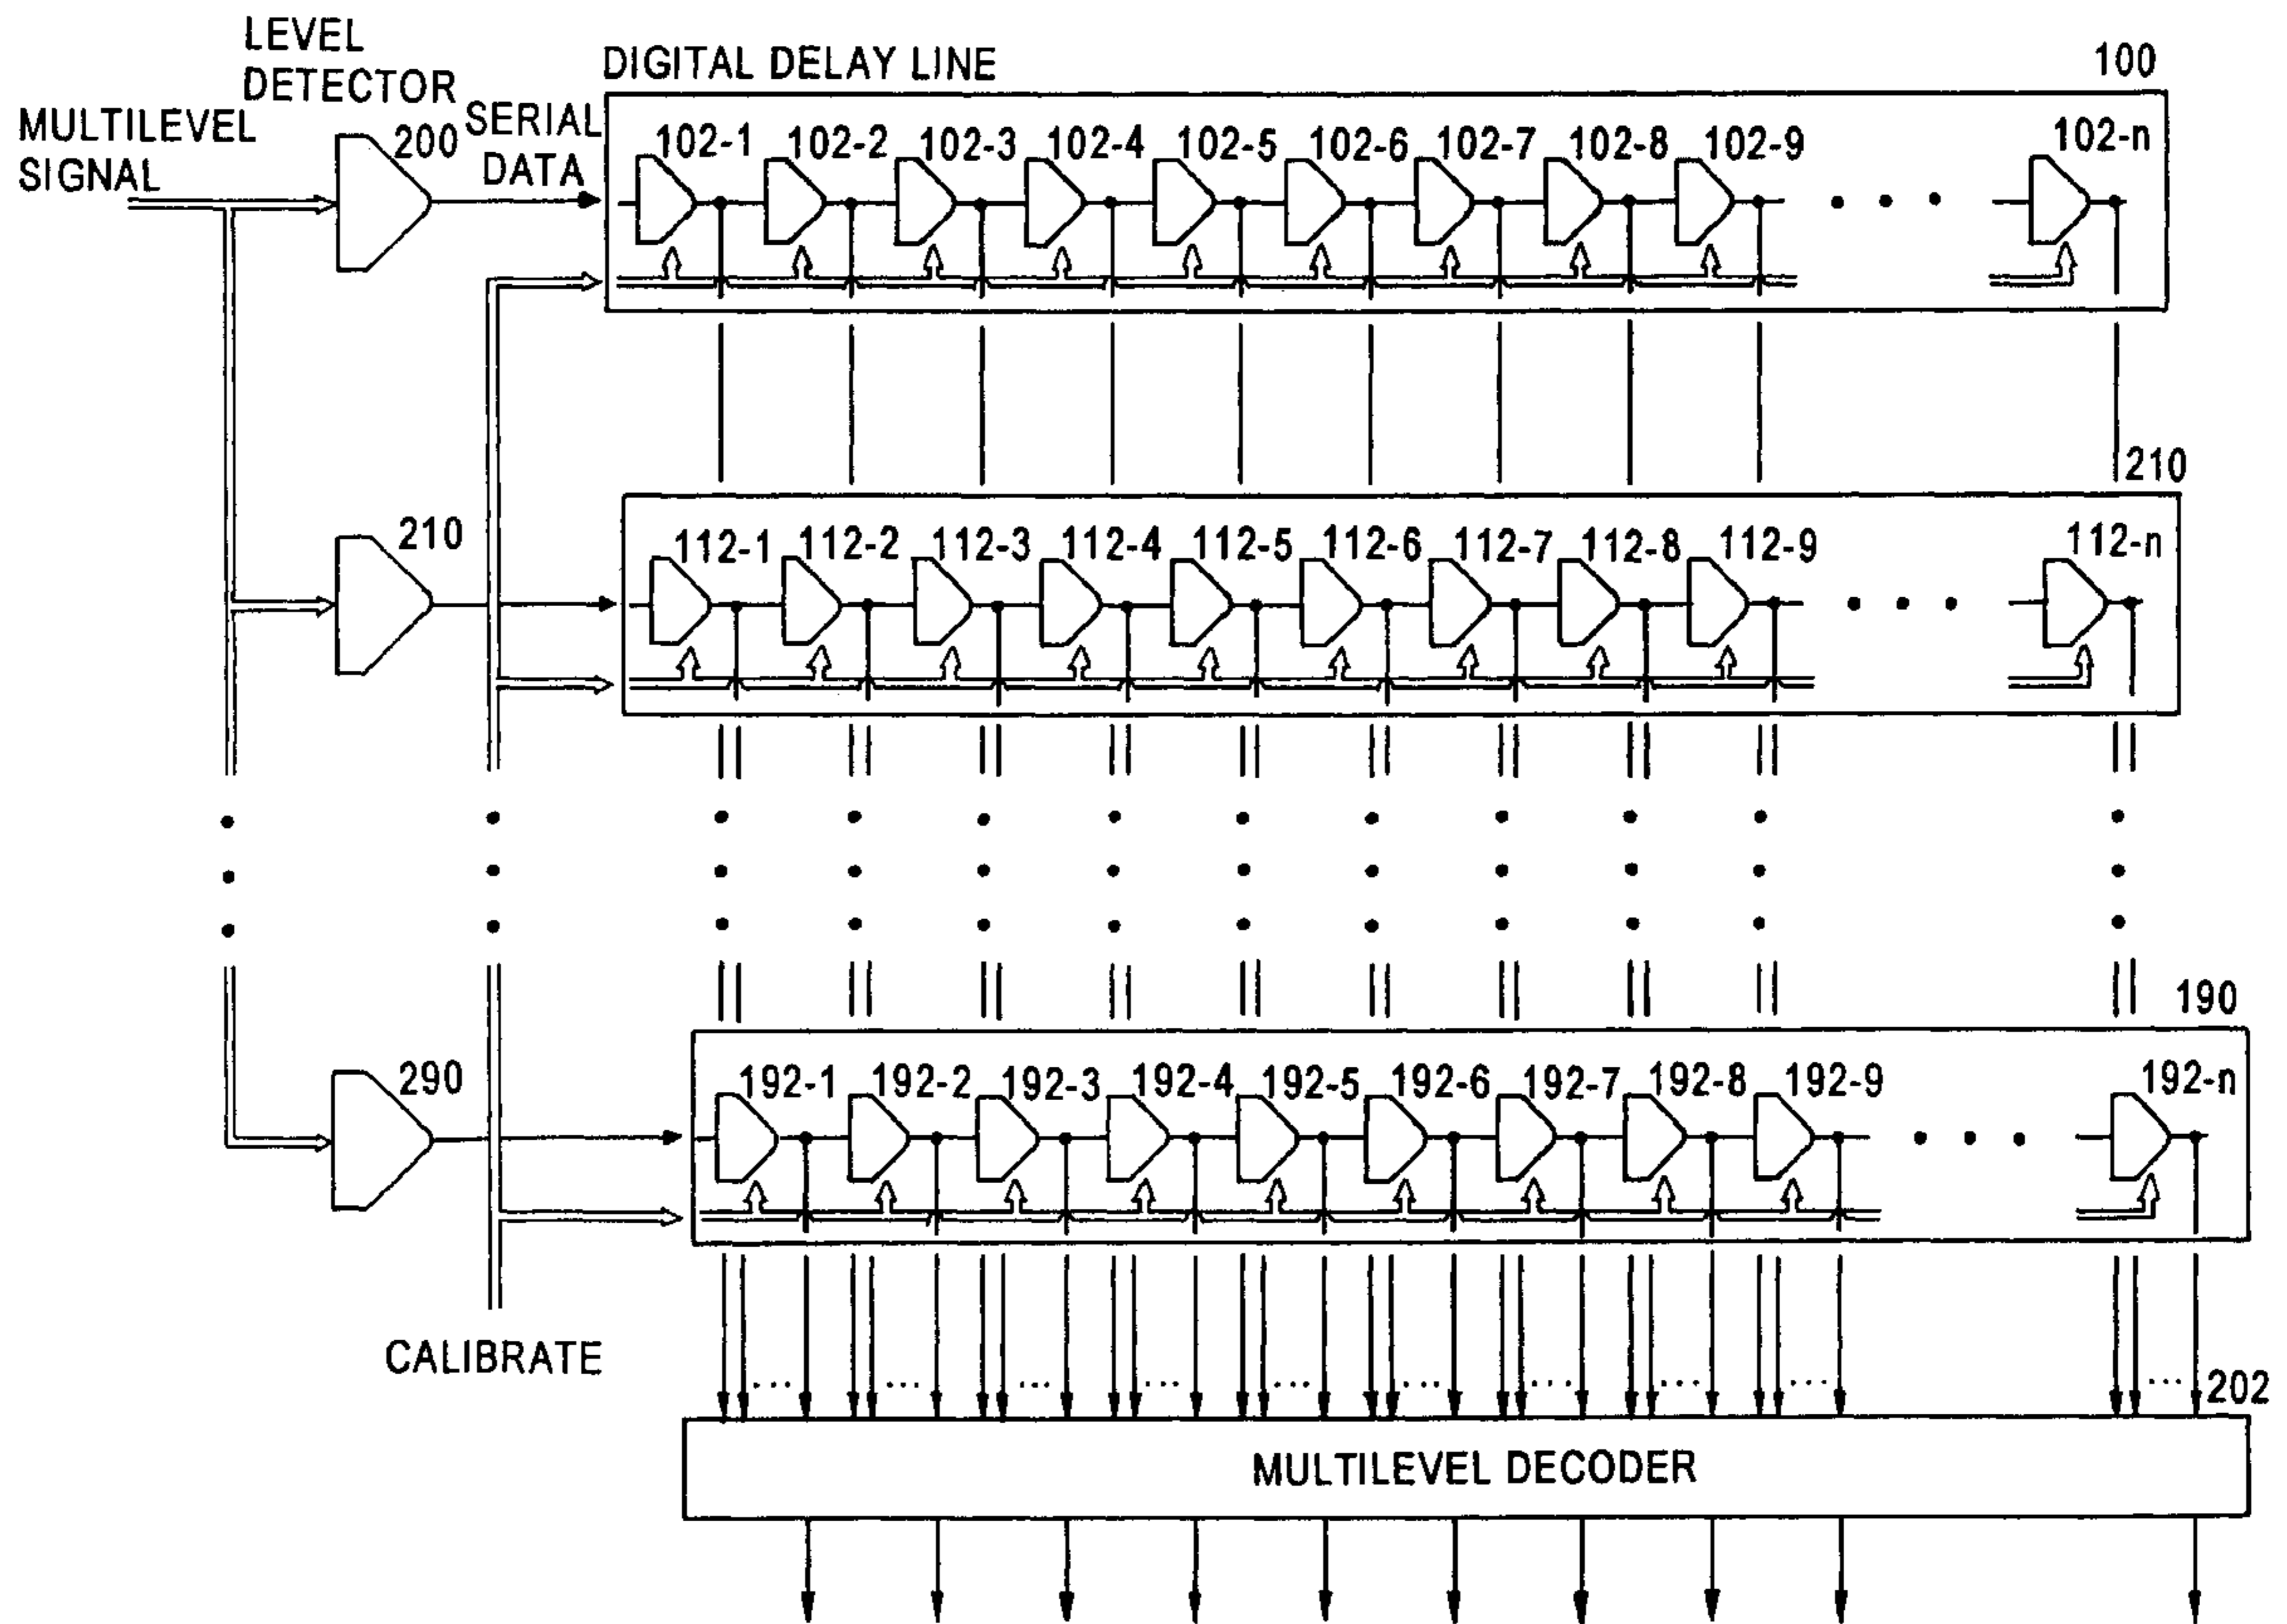 LEVEL
DETECTOR
MULTILEVEL
SIGNAL
200
SERIAL
DATA
DIGITAL DELAY LINE
100
102-1 102-2 102-3 102-4 102-5 102-6 102-7 102-8 102-9 • • • 102-n
210
210
112-1 112-2 112-3 112-4 112-5 112-6 112-7 112-8 112-9 • • • 112-n
190
290
192-1 192-2 192-3 192-4 192-5 192-6 192-7 192-8 192-9 • • • 192-n
CALIBRATE
... ... ... ... ... ... ... ... ... ...
202
MULTILEVEL DECODER